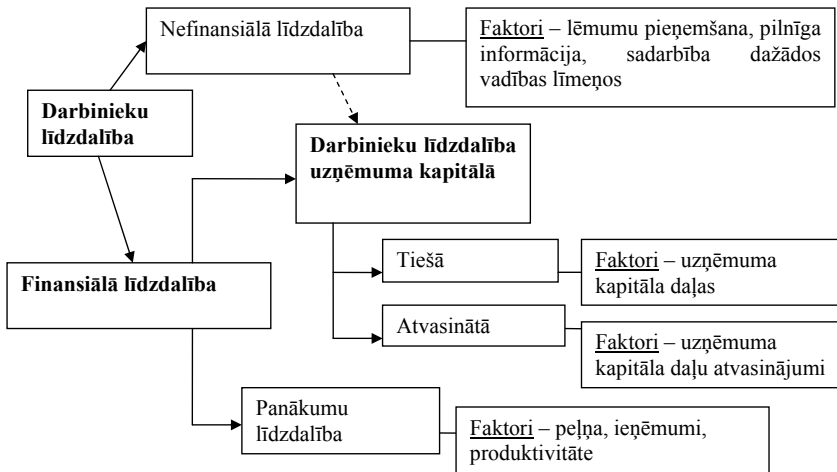 Nefinansiālā līdzdalība
Faktori – lēmumu pieņemšana, pilnīga
informācija, sadarbība dažādos
vadības līmeņos
Darbinieku
līdzdalība
Darbinieku līdzdalība
uzņēmuma kapitālā
Tiešā
Faktori – uzņēmuma
kapitāla daļas
Finansiālā līdzdalība
Atvasinātā
Faktori – uzņēmuma
kapitāla daļu atvasinājumi
Panākumu
līdzdalība
Faktori – peļņa, ieņēmumi,
produktivitāte